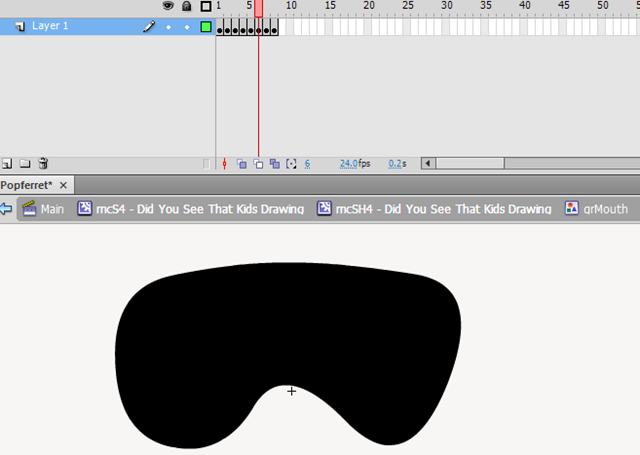 1 5 10 15 20 25 30 35 40 45 50
Layer 1
6 24.0fps 0.2s
Popferret* ×
Main mcS4 - Did You See That Kids Drawing mcSH4 - Did You See That Kids Drawing grMouth